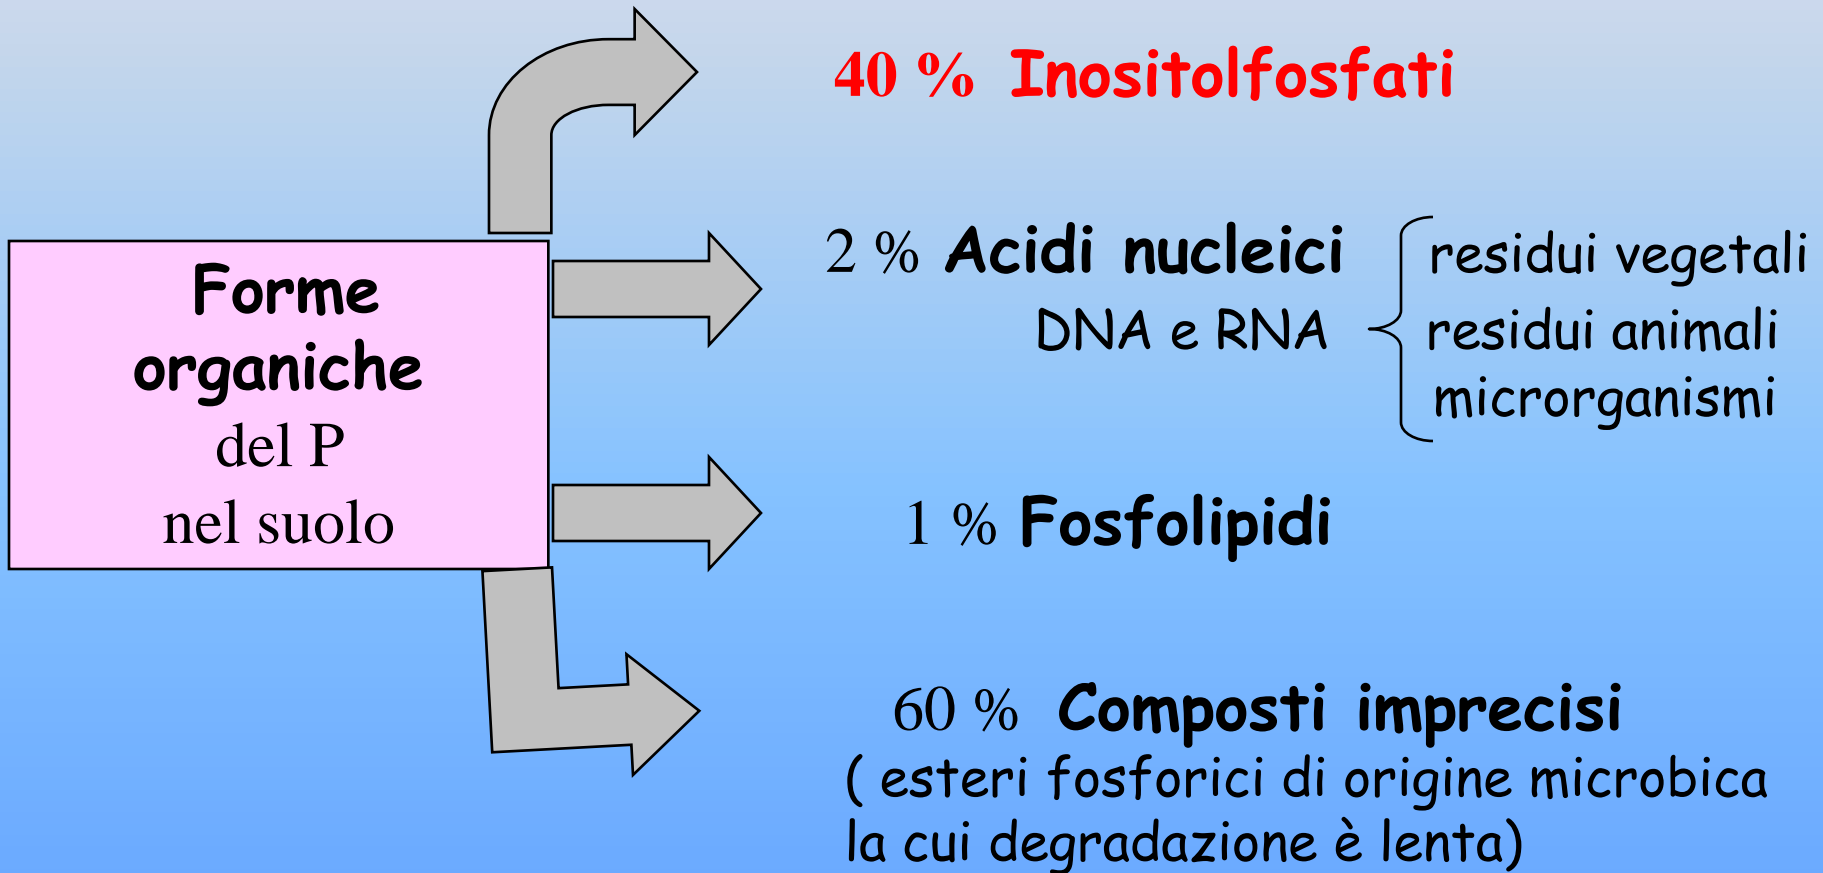 40 % Inositolfosfati
Forme
organiche
del P
nel suolo
2 % Acidi nucleici
DNA e RNA
residui vegetali
residui animali
microrganismi
1 % Fosfolipidi
60 % Composti imprecisi
( esteri fosforici di origine microbica
la cui degradazione è lenta)